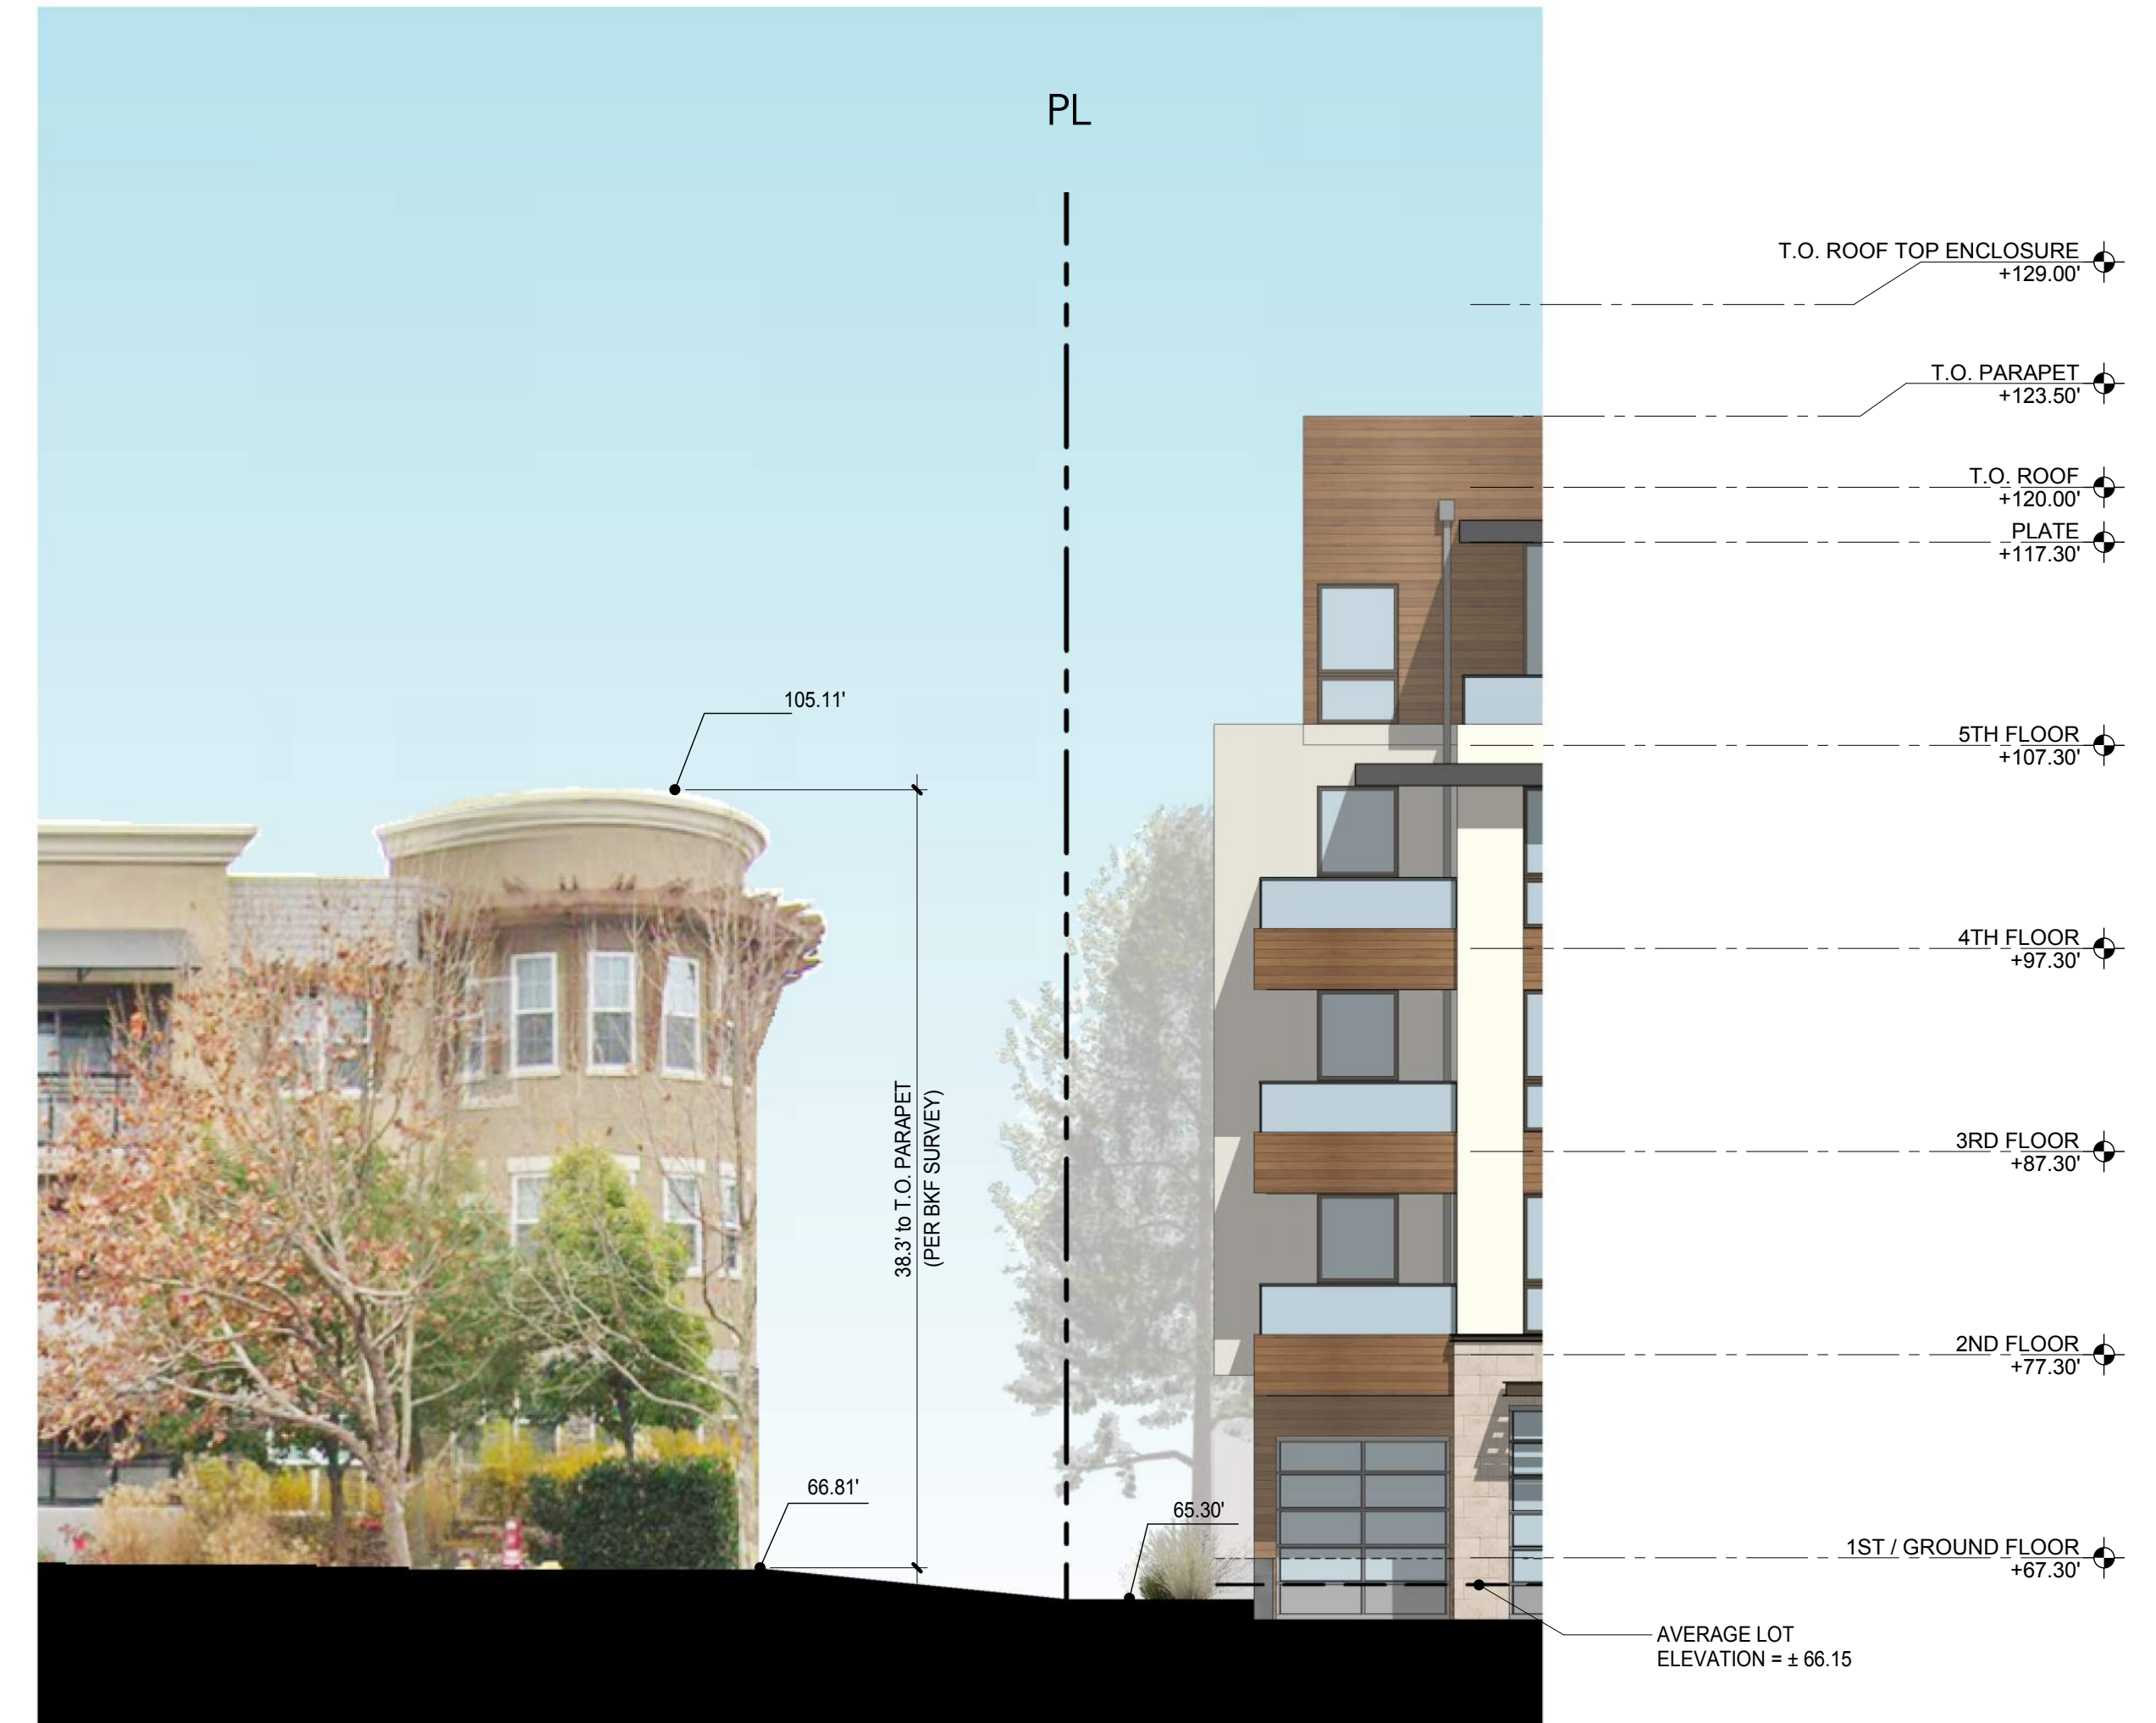 PL
T.O. ROOF TOP ENCLOSURE
+129.00'
T.O. PARAPET
+123.50'
T.O. ROOF
+120.00'
PLATE
+117.30'
105.11'
5TH FLOOR
+107.30'
4TH FLOOR
+97.30'
38.3' to T.O. PARAPET
(PER BKF SURVEY)
3RD FLOOR
+87.30'
2ND FLOOR
+77.30'
66.81'
65.30'
1ST / GROUND FLOOR
+67.30'
AVERAGE LOT
ELEVATION = ± 66.15